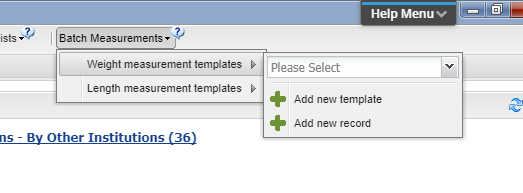 Help Menu
ists
Batch Measurements
Weight measurement templates
Please Select
Length measurement templates
Add new template
Add new record
ns - By Other Institutions (36)